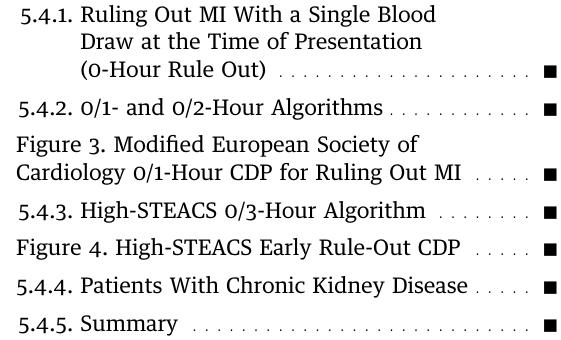 5.4.1. Ruling Out MI With a Single Blood
Draw at the Time of Presentation
(0-Hour Rule Out) . . . . . . . . . . . . . . . . . . . . . ■
5.4.2. 0/1- and 0/2-Hour Algorithms . . . . . . . . . . . . ■
Figure 3. Modified European Society of
Cardiology 0/1-Hour CDP for Ruling Out MI . . . . . ■
5.4.3. High-STEACS 0/3-Hour Algorithm . . . . . . . . ■
Figure 4. High-STEACS Early Rule-Out CDP . . . . . ■
5.4.4. Patients With Chronic Kidney Disease . . . . . ■
5.4.5. Summary . . . . . . . . . . . . . . . . . . . . . . . . . . . . ■